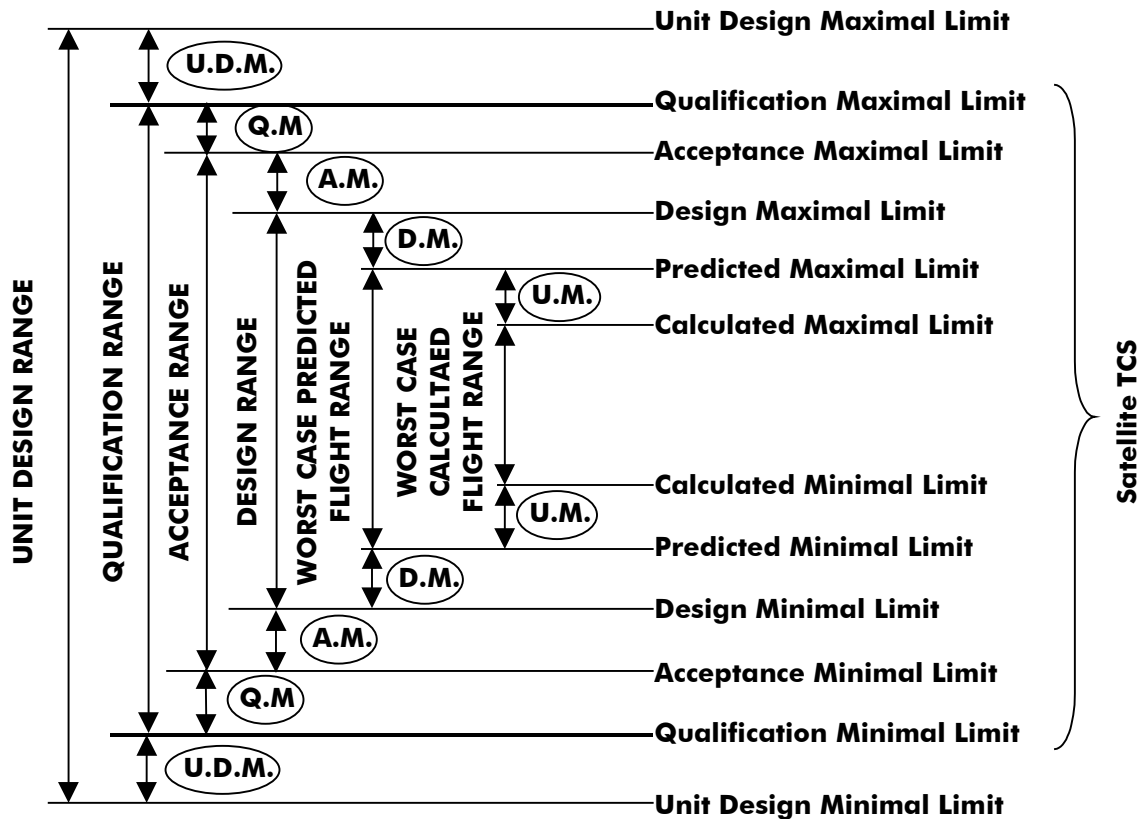 Unit Design Maximal Limit
U.D.M.
Qualification Maximal Limit
Q.M
Acceptance Maximal Limit
A.M.
Design Maximal Limit
D.M.
Predicted Maximal Limit
U.M.
Calculated Maximal Limit
UNIT DESIGN RANGE
QUALIFICATION RANGE
ACCEPTANCE RANGE
DESIGN RANGE
WORST CASE PREDICTED
FLIGHT RANGE
WORST CASE
CALCULTAED
FLIGHT RANGE
Satellite TCS
Calculated Minimal Limit
U.M.
Predicted Minimal Limit
D.M.
Design Minimal Limit
A.M.
Acceptance Minimal Limit
Q.M
Qualification Minimal Limit
U.D.M.
Unit Design Minimal Limit